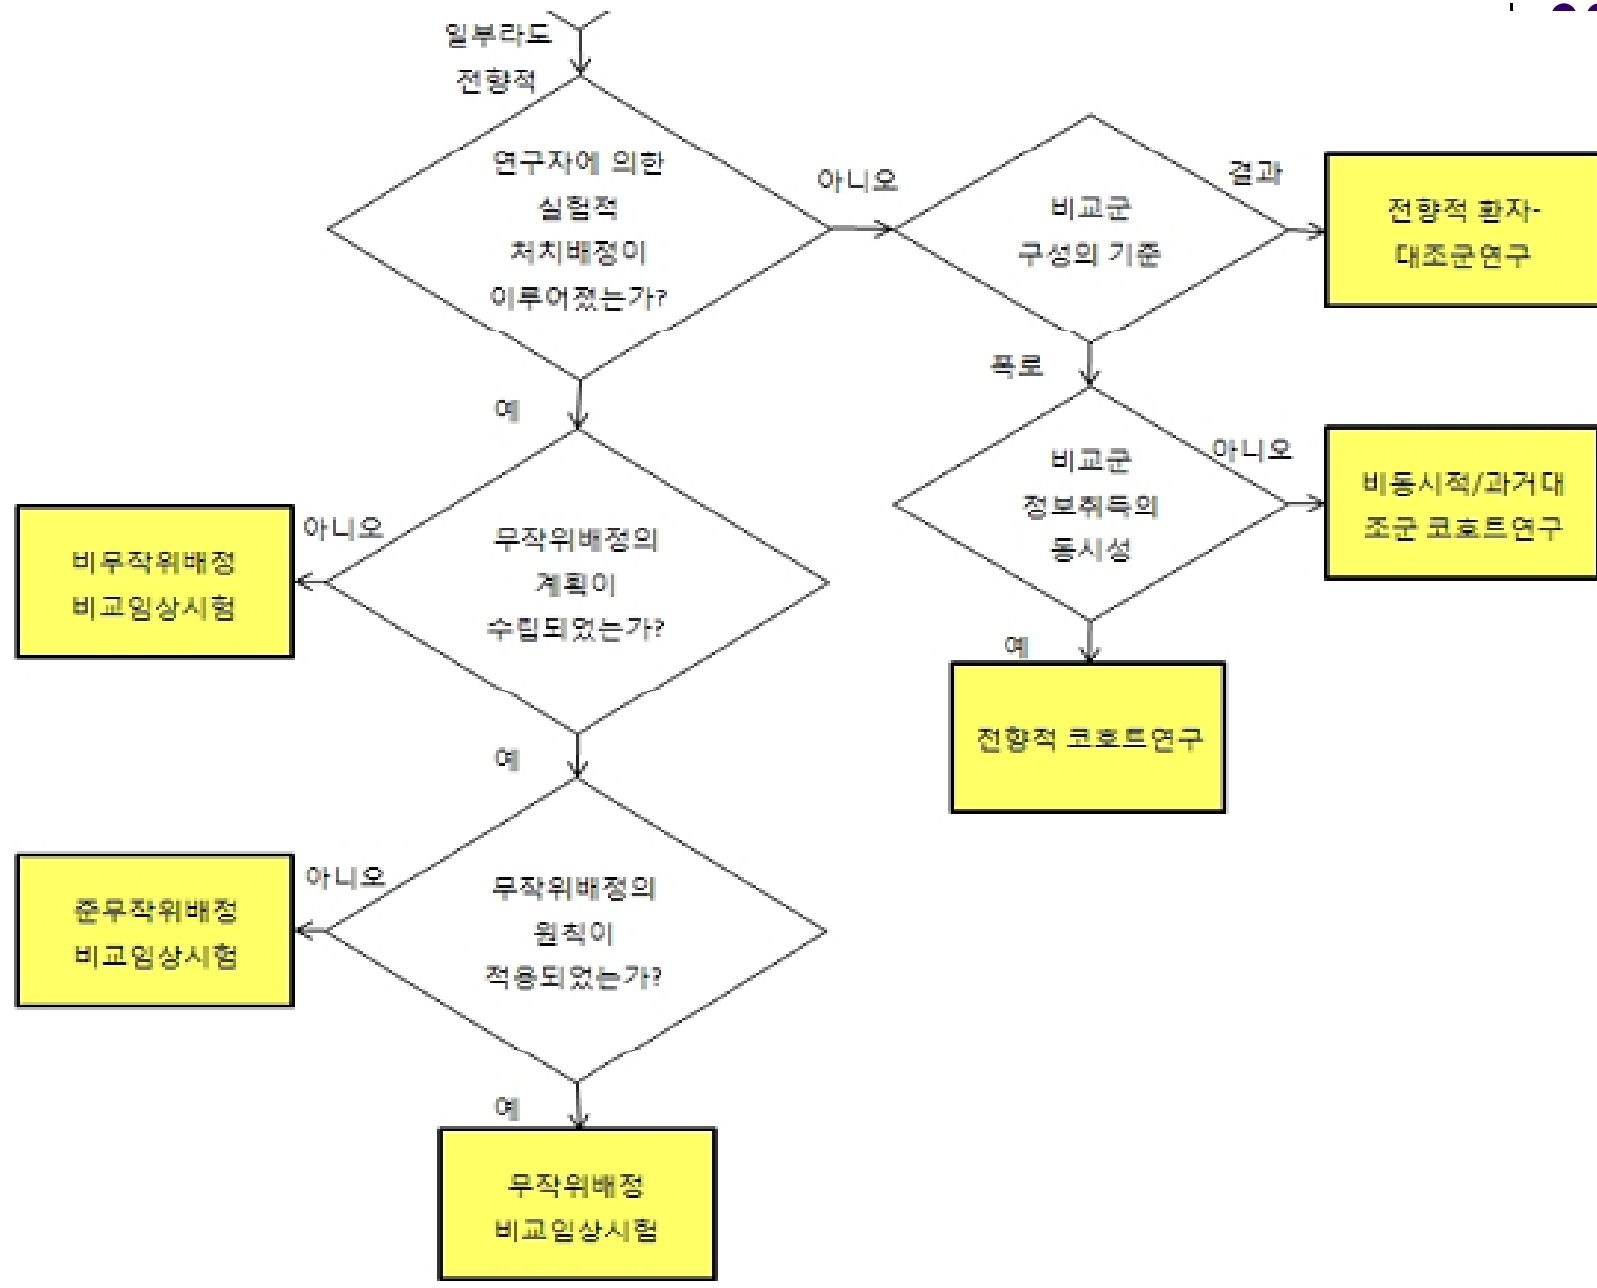 일부라도
전향적
연구자에 의한
실험적
처치배정이
이루어졌는가?
아니오
비교군
구성의 기준
결과
전향적 환자-
대조군연구
폭로
예
비교군
정보취득의
동시성
아니오
비동시적/과거대
조군 코호트연구
아니오
비무작위배정
비교임상시험
무작위배정의
계획이
수립되었는가?
예
전향적 코호트연구
예
아니오
준무작위배정
비교임상시험
무작위배정의
원칙이
적용되었는가?
예
무작위배정
비교임상시험